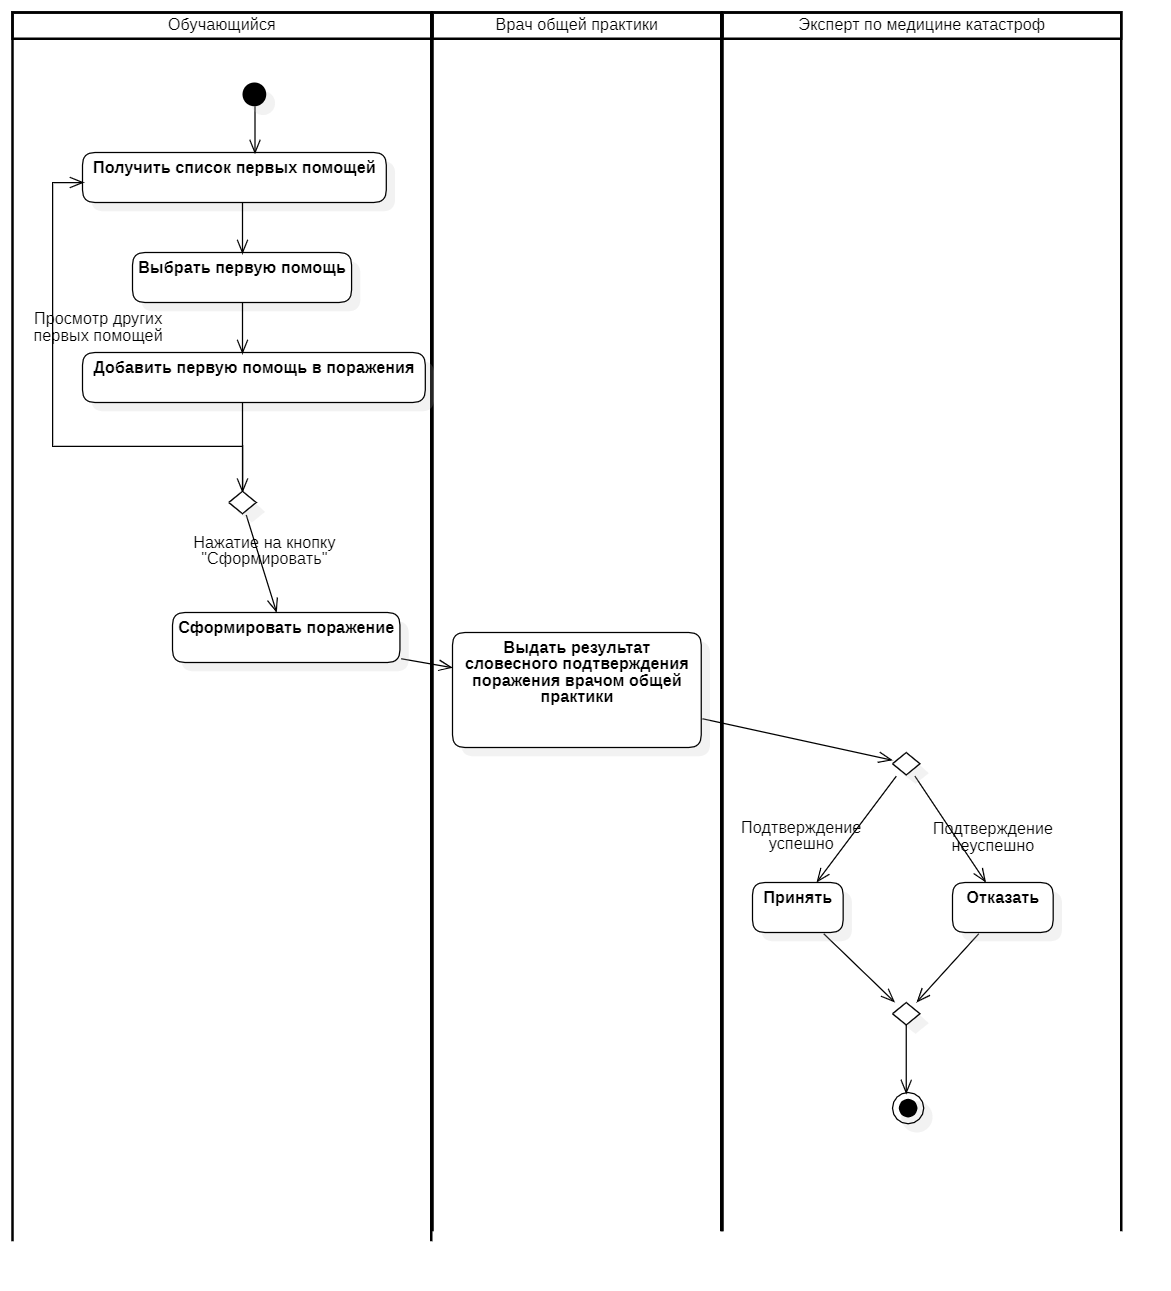 Обучающийся
Врач общей практики
Эксперт по медицине катастроф
Получить список первых помощей
Выбрать первую помощь
Просмотр других
первых помощей
Добавить первую помощь в поражения
Нажатие на кнопку
"Сформировать"
Сформировать поражение
Выдать результат
словесного подтверждения
поражения врачом общей
практики
Подтверждение
успешно
Подтверждение
неуспешно
Принять
Отказать